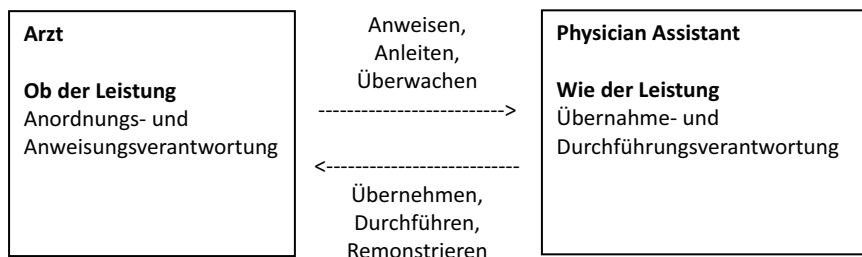 Arzt
Ob der Leistung
Anordnungs- und
Anweisungsverantwortung
Anweisen,
Anleiten,
Überwachen
-------------------------->
<---------------------------
Übernehmen,
Durchführen,
Remonstrieren
Physician Assistant
Wie der Leistung
Übernahme- und
Durchführungsverantwortung